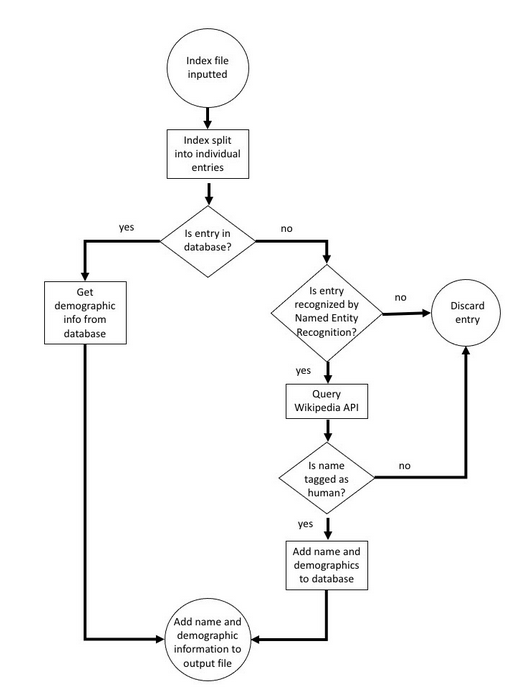 Index file
inputted
Index split
into individual
entries
yes
Is entry in
database?
no
Get
demographic
info from
database
Is entry
recognized by
Named Entity
Recognition?
no
Discard
entry
yes
Query
Wikipedia API
Is name
tagged as
human?
no
yes
Add name and
demographics
to database
Add name and
demographic
information to
output file